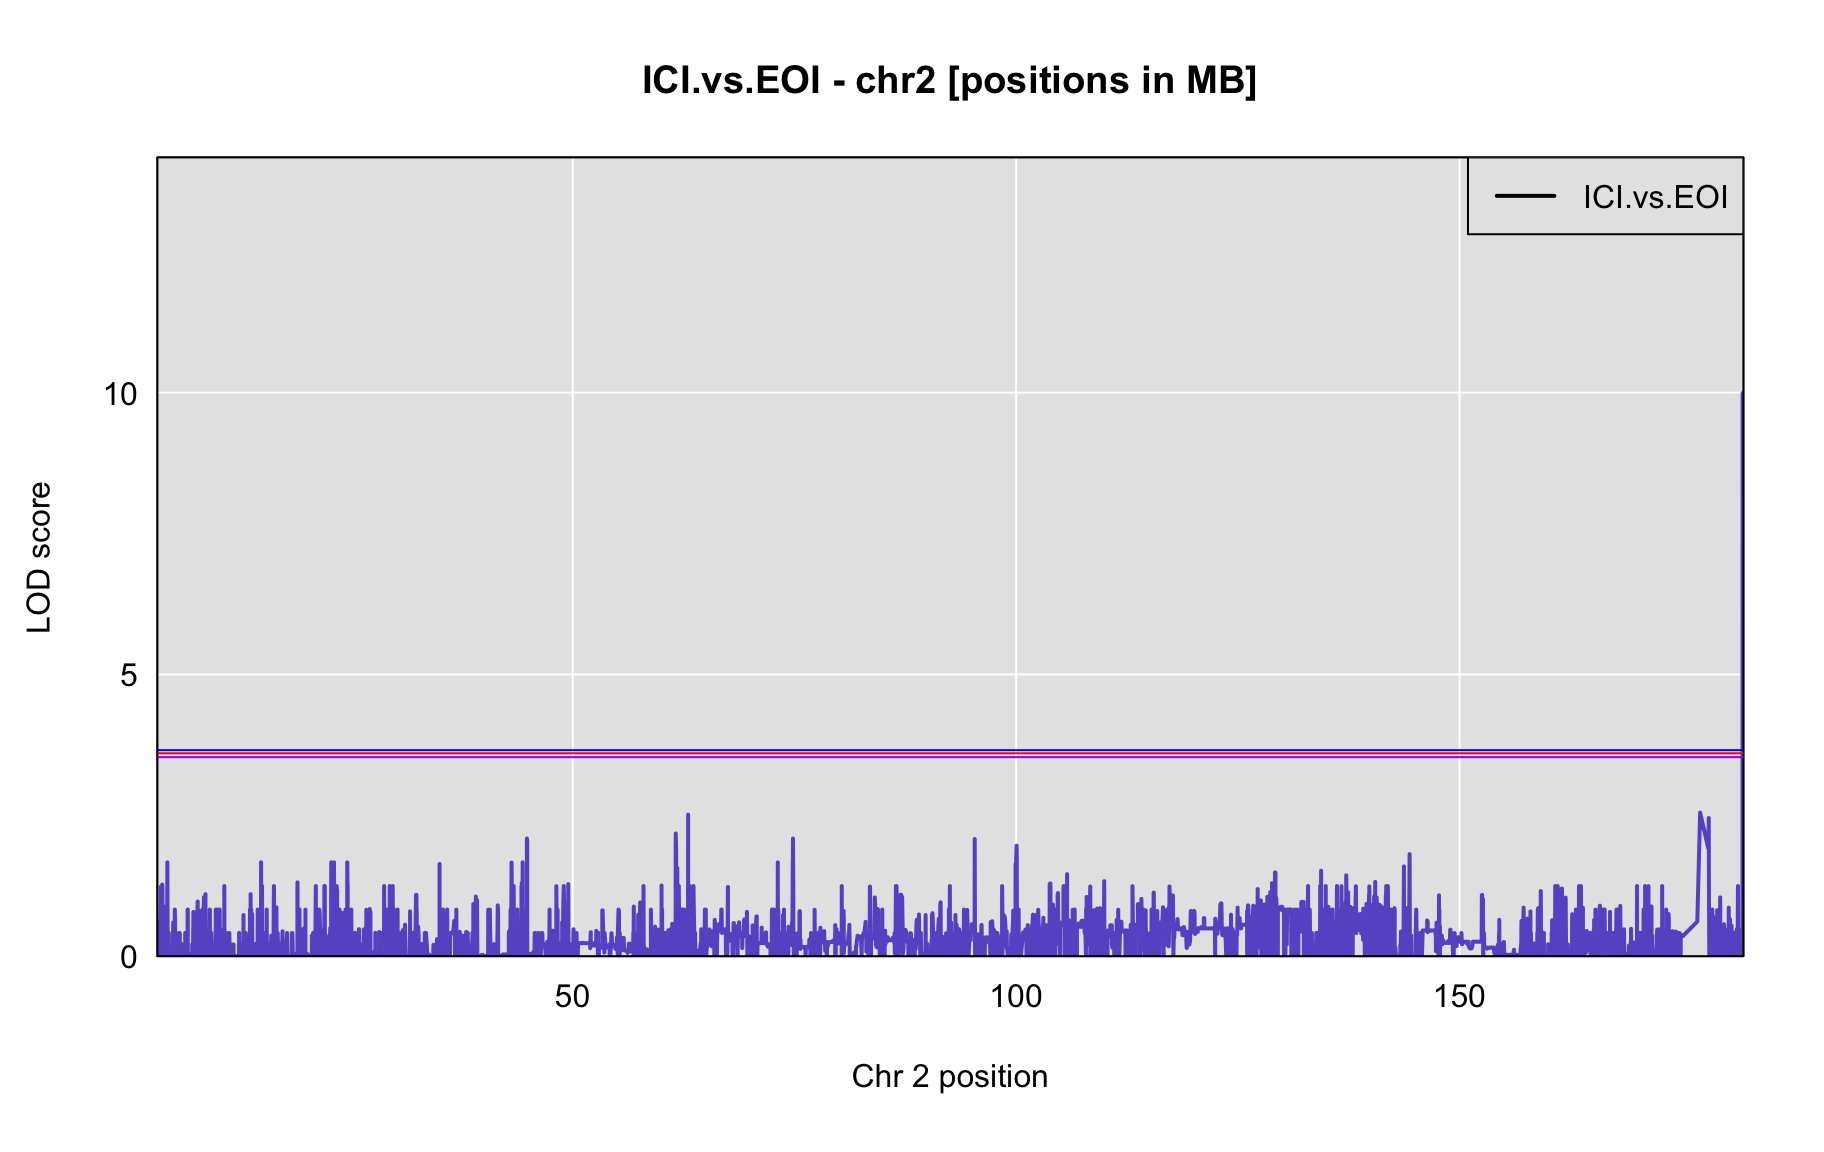 ICI.vs.EOI - chr2 [positions in MB]
ICI.vs.EOI
10
5
0
LOD score
50 100 150
Chr 2 position